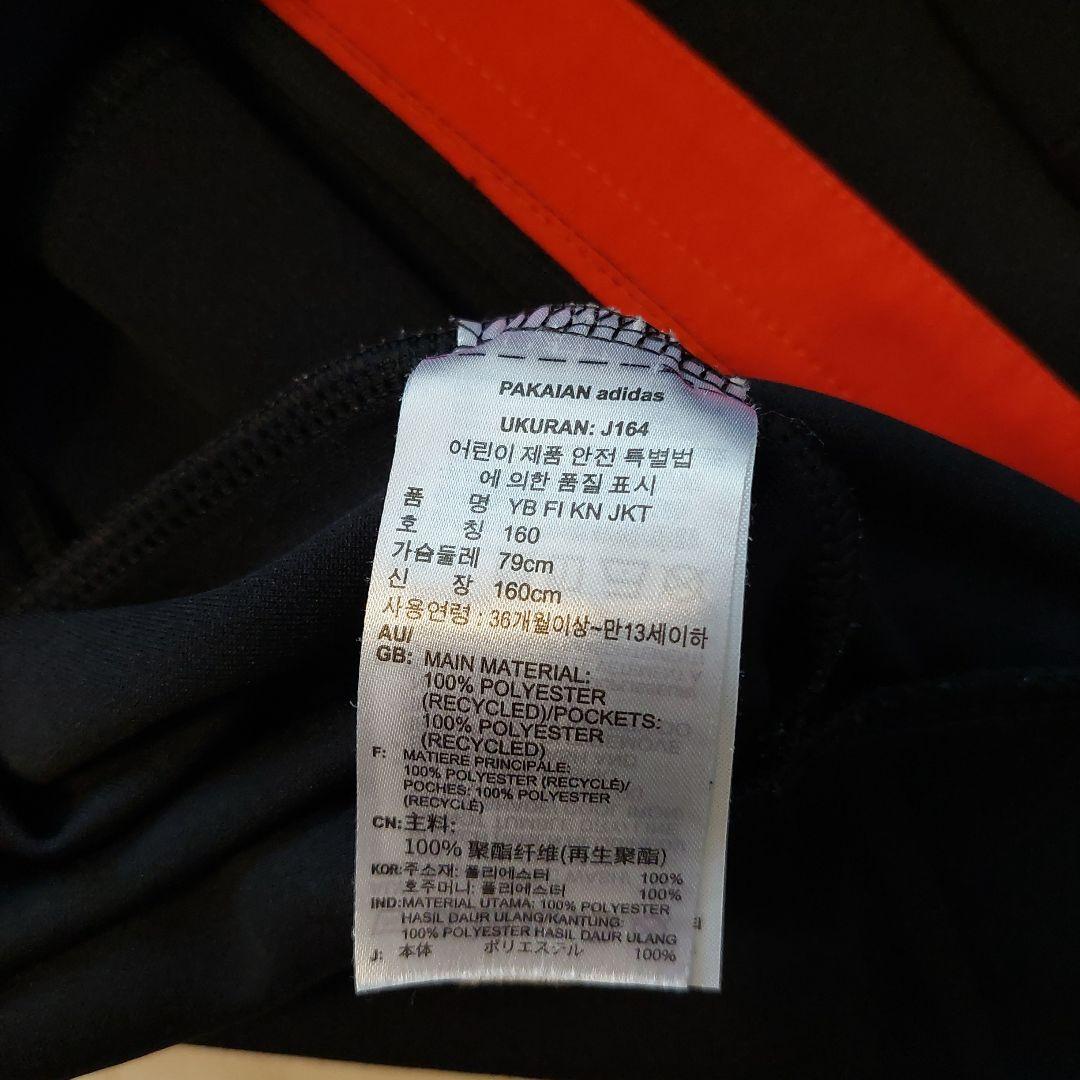 PAKAIAN adidas
UKURAN: J164
어린이 제품 안전 특별법
에 의한 품질 표시
품 명 YB FI KN JKT
호 칭 160
가슴둘레 79cm
신 장 160cm
사용연령 : 36개월이상~만13세이하
AU/
GB: MAIN MATERIAL:
100% POLYESTER
(RECYCLED)/POCKETS:
100% POLYESTER
(RECYCLED)
F: MATIERE PRINCIPALE:
100% POLYESTER (RECYCLÉ)/
POCHES: 100% POLYESTER
(RECYCLÉ)
CN: 主料:
100% 聚酯纤维(再生聚酯)
KOR: 주소재: 폴리에스터 100%
호주머니: 폴리에스터 100%
IND: MATERIAL UTAMA: 100% POLYESTER
HASIL DAUR ULANG/KANTUNG:
100% POLYESTER HASIL DAUR ULANG
J: 本体 ポリエステル 100%